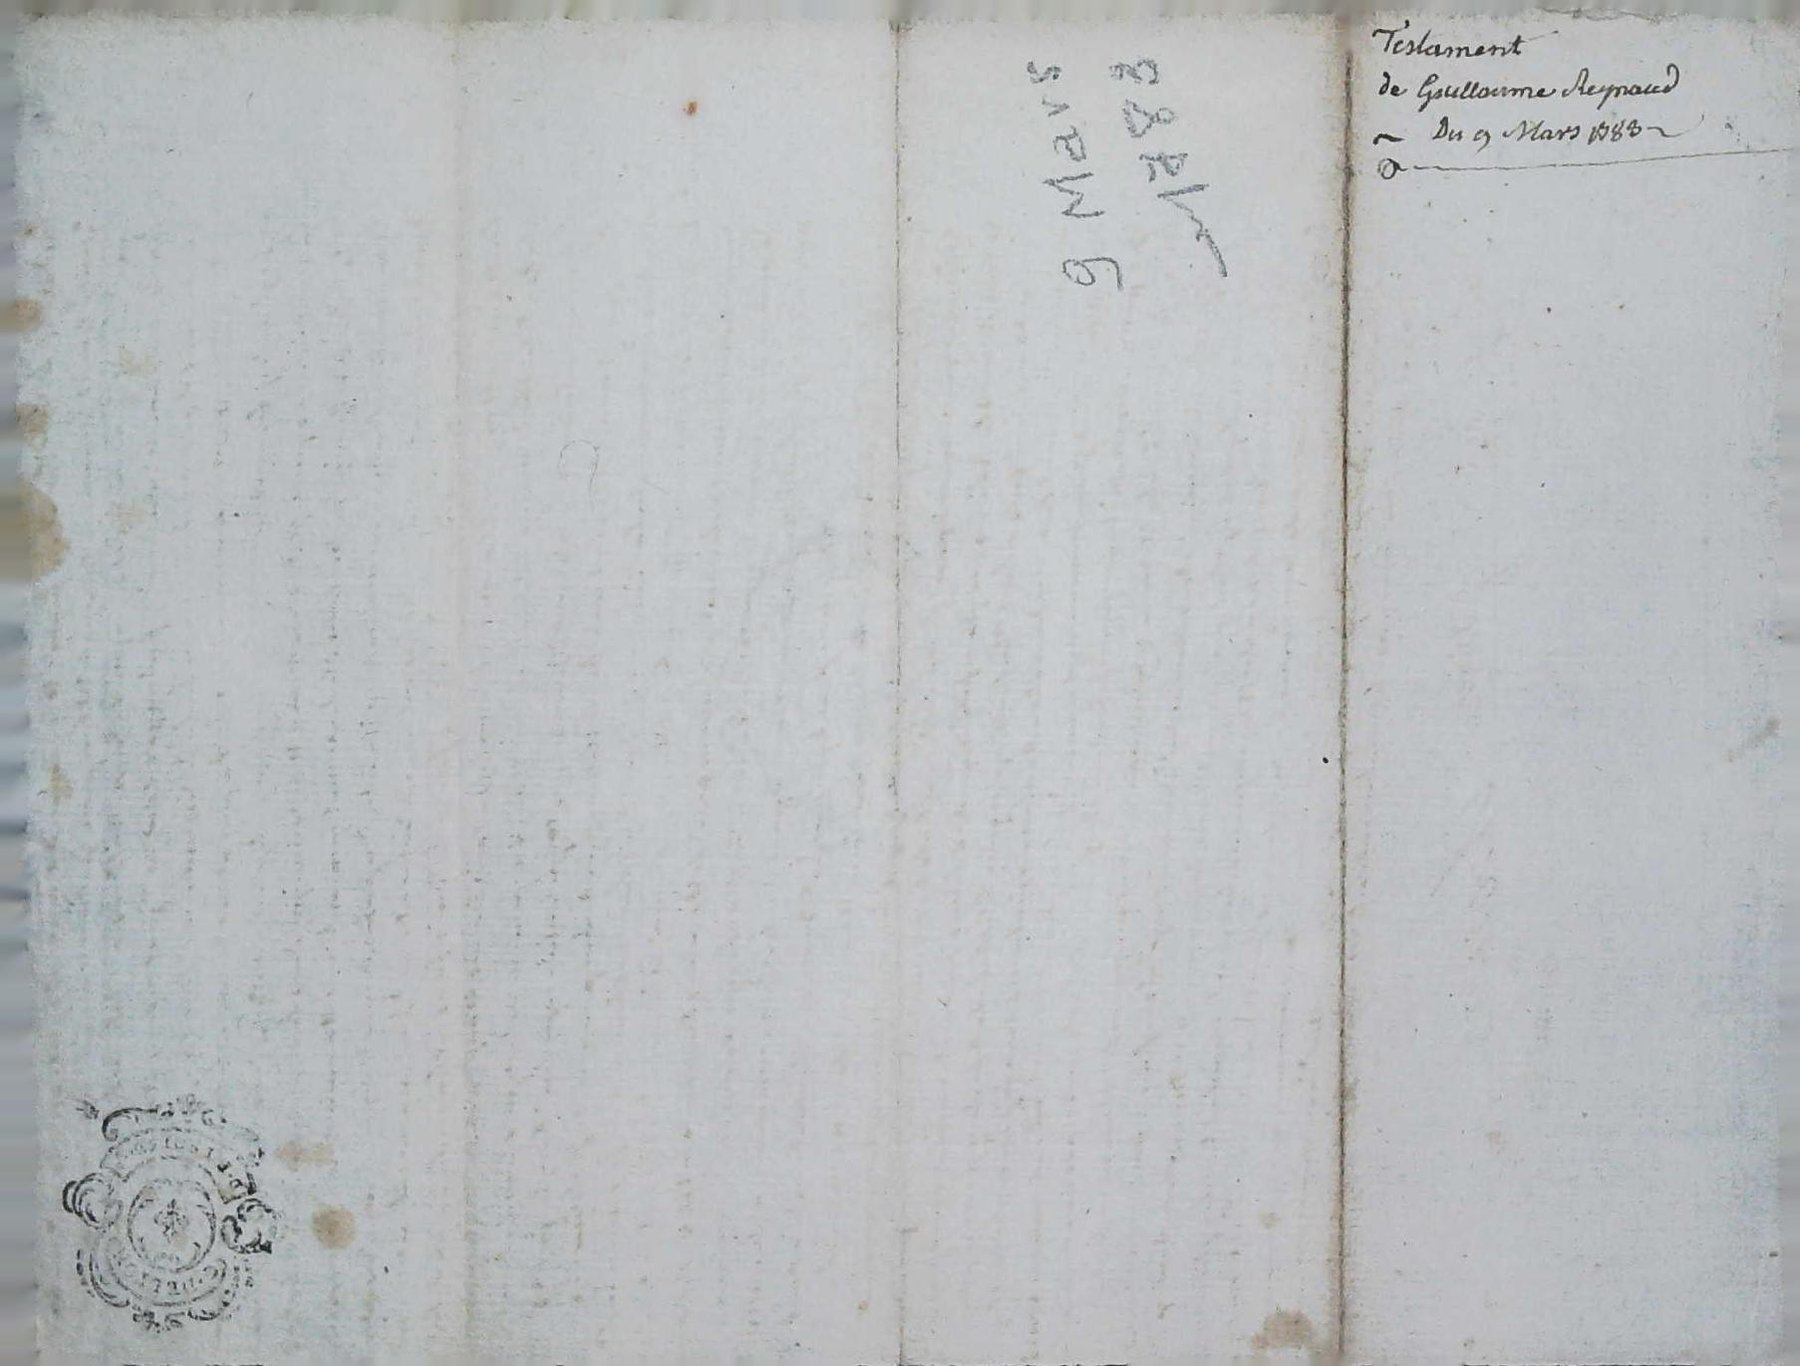 Testament
de Guillaume Reynaud
~ Du 9 Mars 1783 ~
9 Mars
1783